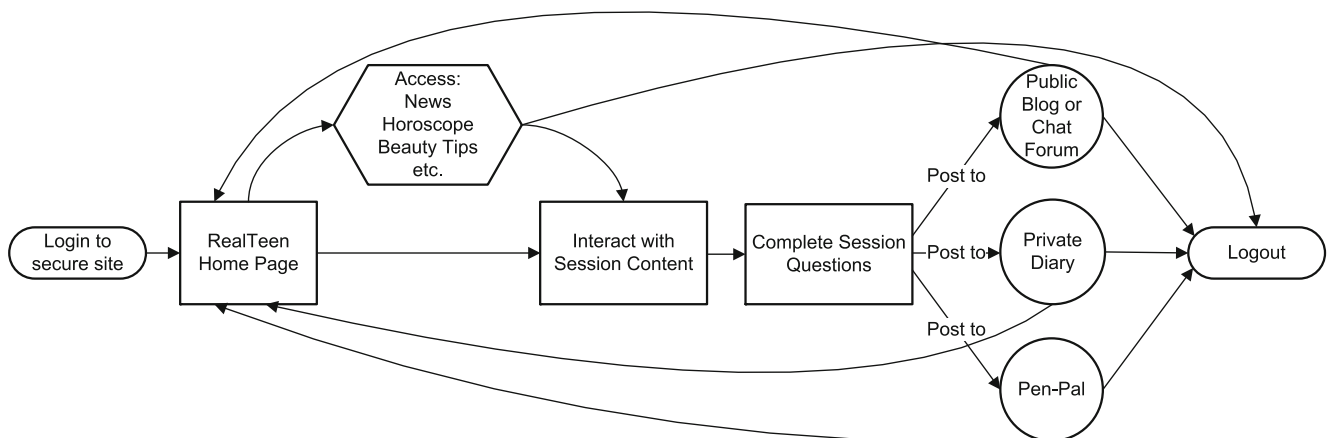 Access:
News
Horoscope
Beauty Tips
etc.
Public
Blog or
Chat
Forum
Post to
Login to
secure site
RealTeen
Home Page
Interact with
Session Content
Complete Session
Questions
Post to
Private
Diary
Logout
Post to
Pen-Pal